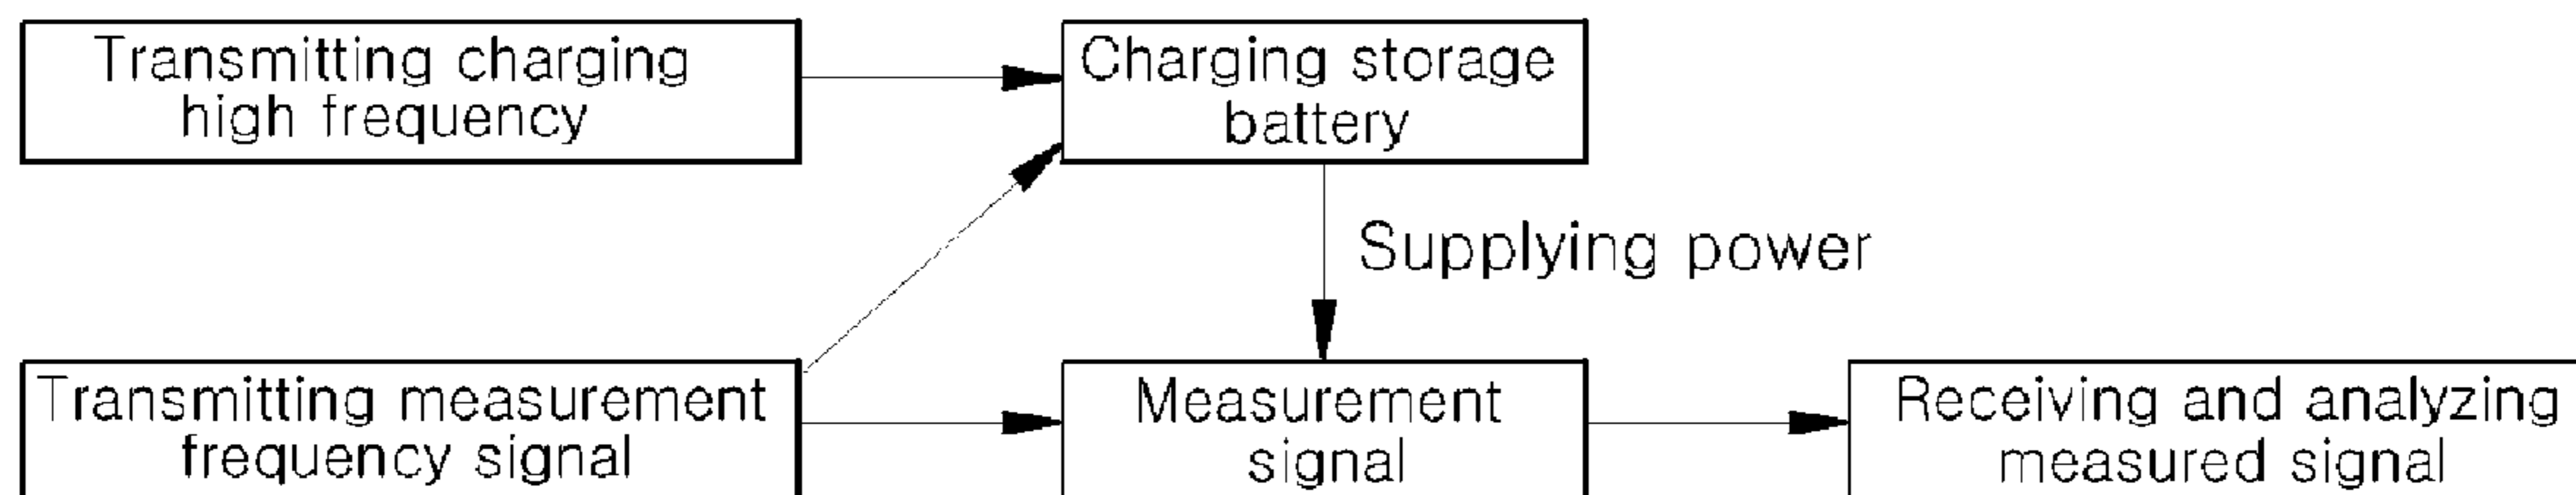 Transmitting charging
high frequency
Charging storage
battery
Supplying power
Transmitting measurement
frequency signal
Measurement
signal
Receiving and analyzing
measured signal